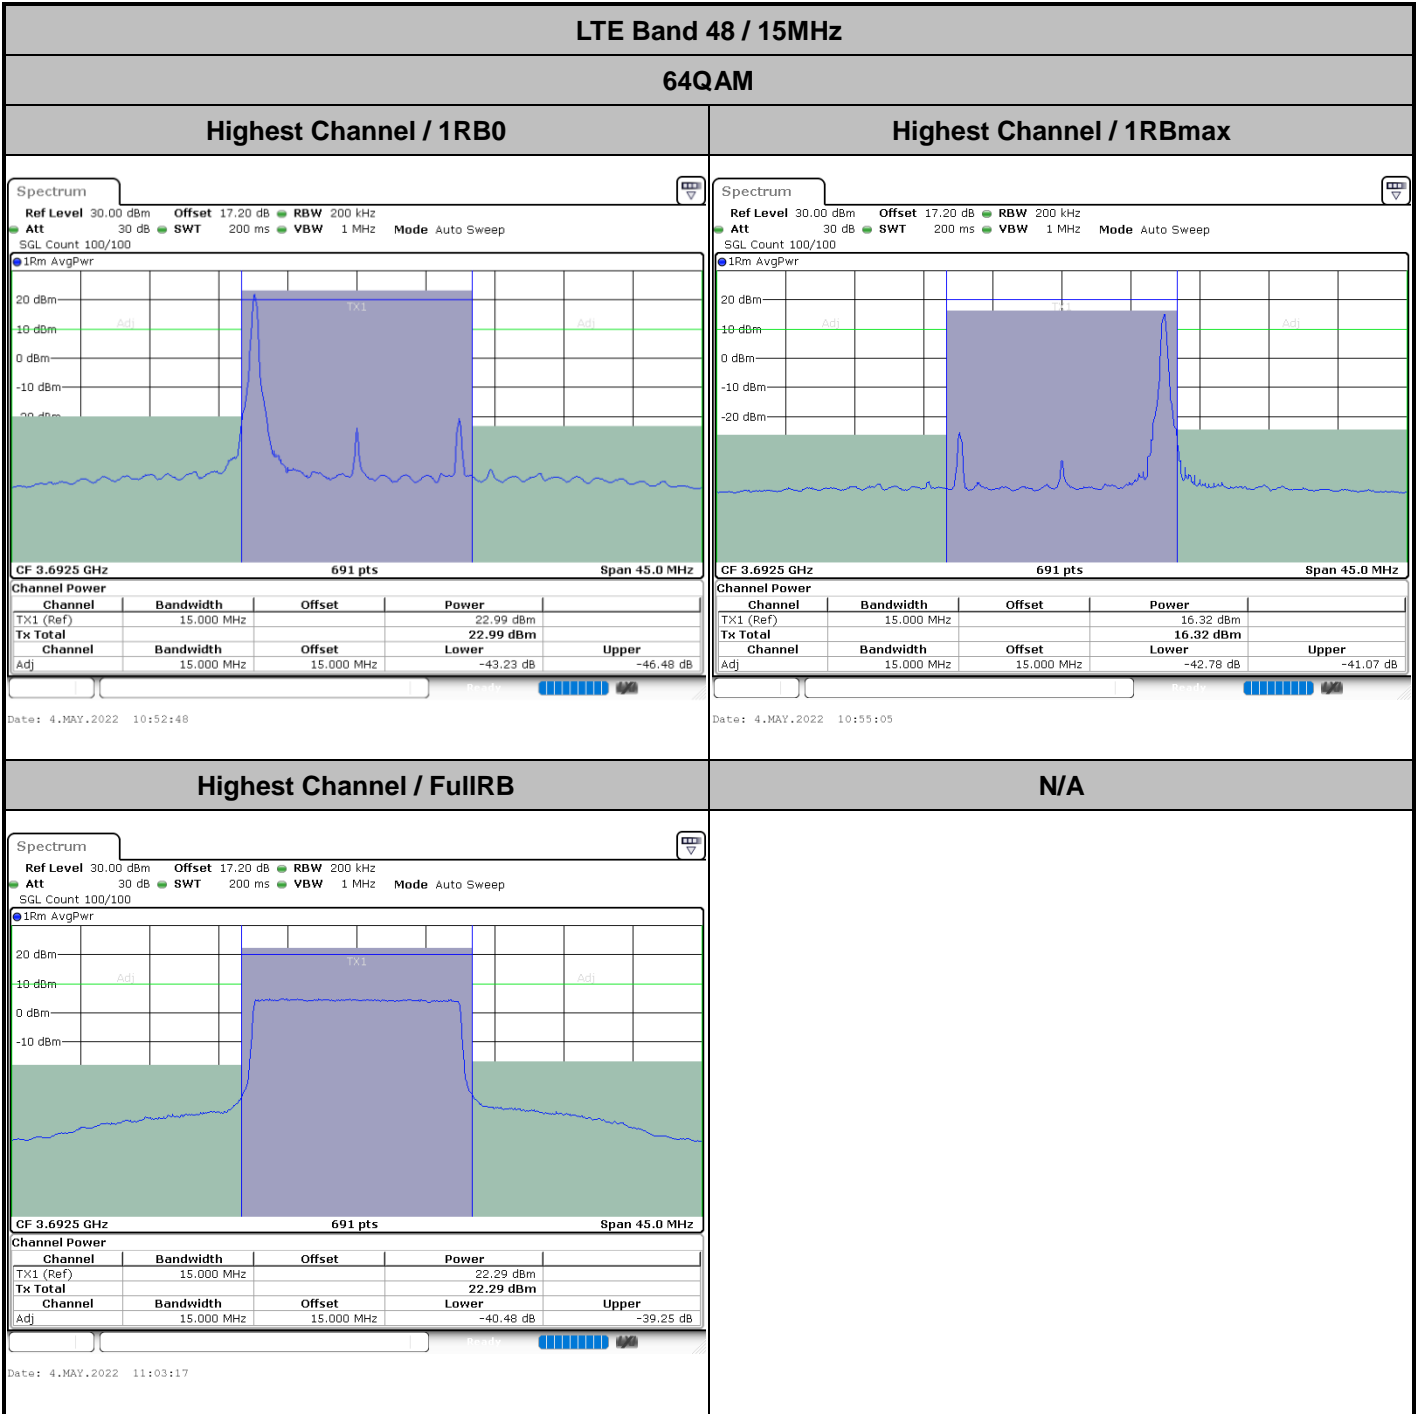 LTE Band 48 / 15MHz
64QAM
Highest Channel / 1RB0
Highest Channel / 1RBmax
Spectrum
Ref Level 30.00 dBm Offset 17.20 dB RBW 200 kHz
Att 30 dB SWT 200 ms VBW 1 MHz Mode Auto Sweep
SGL Count 100/100
1Rm AvgPwr
TX1
Adj
Adj
20 dBm
10 dBm
0 dBm
-10 dBm
-20 dBm
CF 3.6925 GHz 691 pts Span 45.0 MHz
Channel Power
Channel Bandwidth Offset Power
TX1 (Ref) 15.000 MHz 22.99 dBm
Tx Total 22.99 dBm
Channel Bandwidth Offset Lower Upper
Adj 15.000 MHz 15.000 MHz -43.23 dB -46.48 dB
Ready
Date: 4.MAY.2022 10:52:48
Spectrum
Ref Level 30.00 dBm Offset 17.20 dB RBW 200 kHz
Att 30 dB SWT 200 ms VBW 1 MHz Mode Auto Sweep
SGL Count 100/100
1Rm AvgPwr
TX1
Adj
Adj
20 dBm
10 dBm
0 dBm
-10 dBm
-20 dBm
CF 3.6925 GHz 691 pts Span 45.0 MHz
Channel Power
Channel Bandwidth Offset Power
TX1 (Ref) 15.000 MHz 16.32 dBm
Tx Total 16.32 dBm
Channel Bandwidth Offset Lower Upper
Adj 15.000 MHz 15.000 MHz -42.78 dB -41.07 dB
Ready
Date: 4.MAY.2022 10:55:05
Highest Channel / FullRB
N/A
Spectrum
Ref Level 30.00 dBm Offset 17.20 dB RBW 200 kHz
Att 30 dB SWT 200 ms VBW 1 MHz Mode Auto Sweep
SGL Count 100/100
1Rm AvgPwr
TX1
Adj
Adj
20 dBm
10 dBm
0 dBm
-10 dBm
CF 3.6925 GHz 691 pts Span 45.0 MHz
Channel Power
Channel Bandwidth Offset Power
TX1 (Ref) 15.000 MHz 22.29 dBm
Tx Total 22.29 dBm
Channel Bandwidth Offset Lower Upper
Adj 15.000 MHz 15.000 MHz -40.48 dB -39.25 dB
Ready
Date: 4.MAY.2022 11:03:17